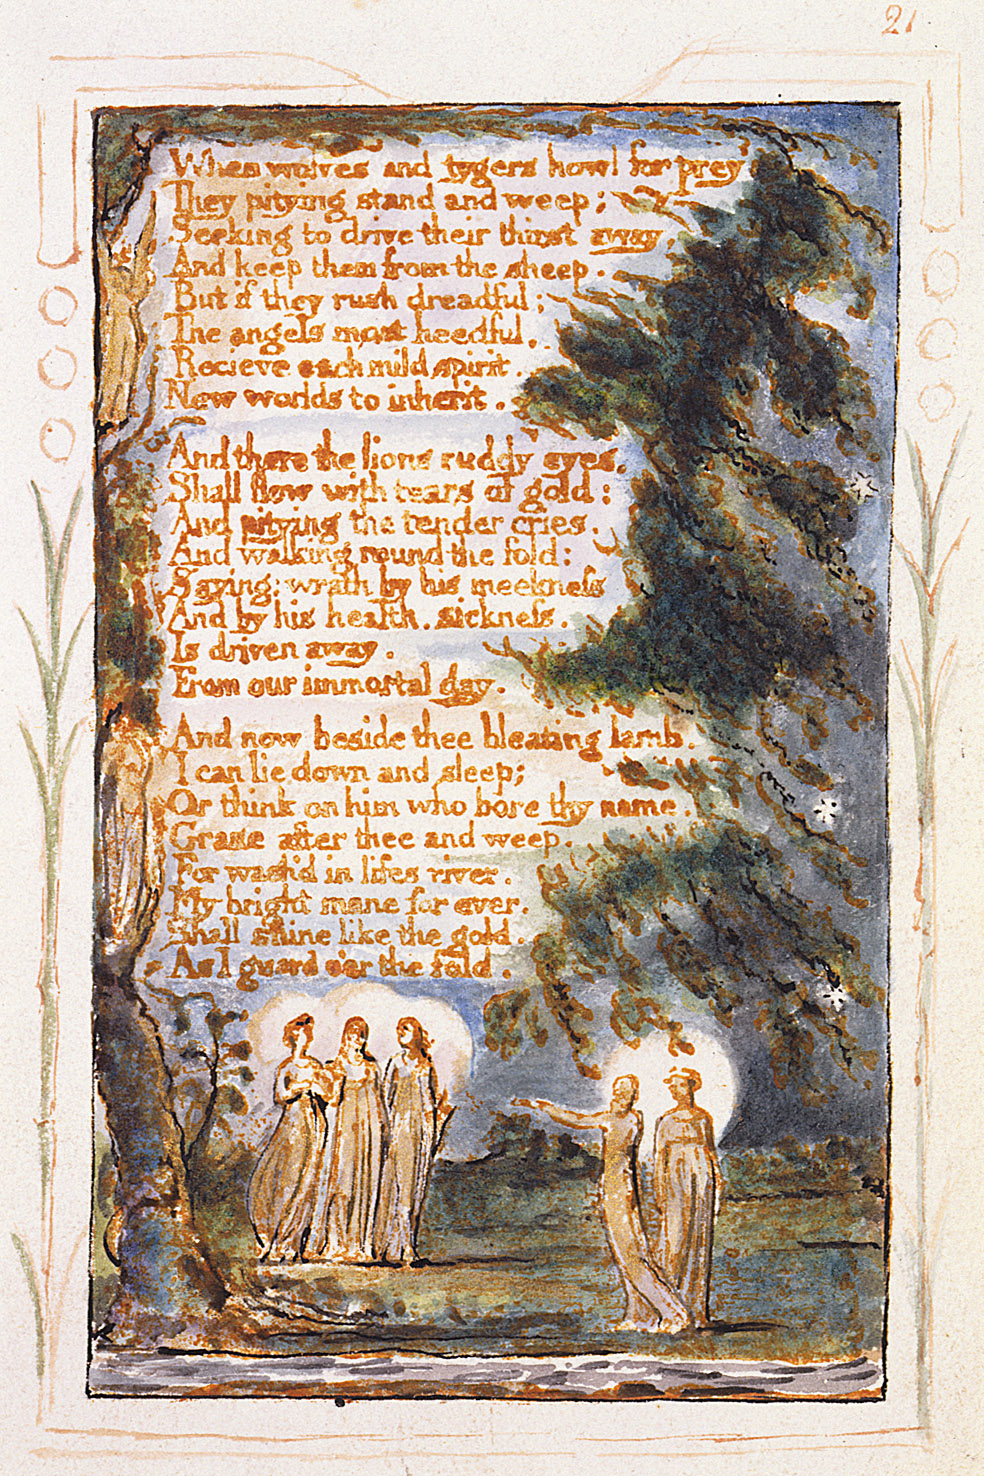 21
When wolves and tygers howl for prey
They pitying stand and weep;
Seeking to drive their thirst away,
And keep them from the sheep.
But if they rush dreadful;
The angels most heedful,
Recieve each mild spirit.
New worlds to inherit.
And there the lions ruddy eyes,
Shall flow with tears of gold:
And pitying the tender cries,
And walking round the fold:
Saying: wrath by his meekness
And by his health, sickness,
Is driven away,
From our immortal day.
And now beside thee bleating lamb,
I can lie down and sleep;
Or think on him who bore thy name,
Graze after thee and weep.
For wash'd in lifes river,
My bright mane for ever,
Shall shine like the gold,
As I guard o'er the fold.